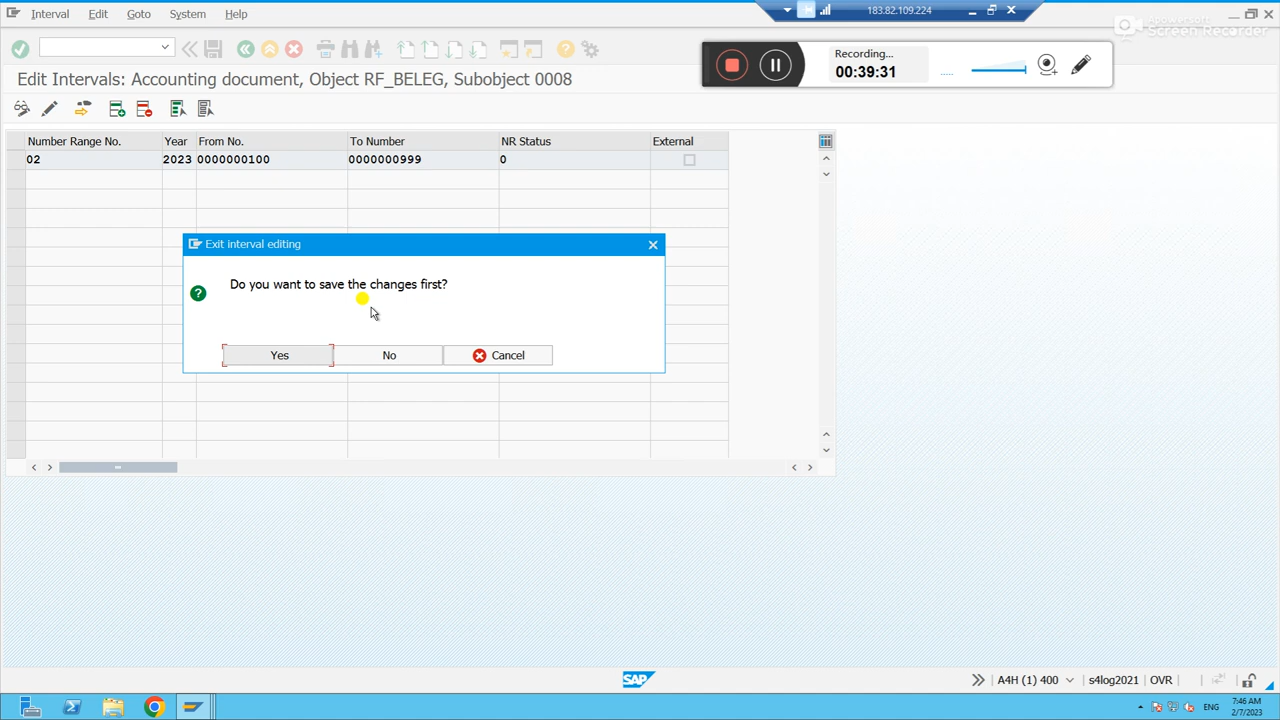 Interval Edit Goto System Help
183.82.109.224
Apowersoft
Screen Recorder
Recording...
00:39:31
Edit Intervals: Accounting document, Object RF_BELEG, Subobject 0008
Number Range No. Year From No. To Number NR Status External
02 2023 0000000100 0000000999 0
Exit interval editing
Do you want to save the changes first?
Yes No Cancel
SAP
A4H (1) 400 s4log2021 OVR
ENG
7:46 AM
2/7/2023